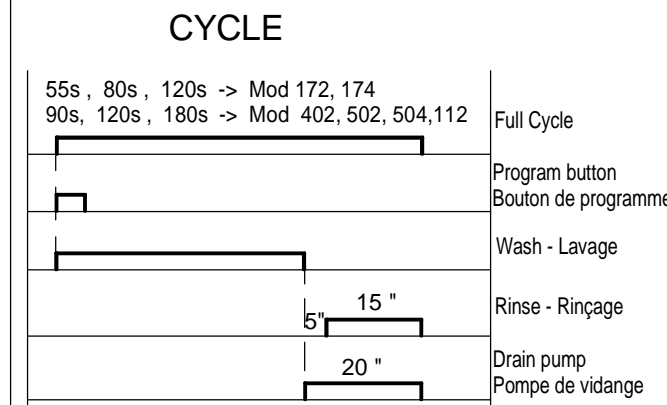 CYCLE
55s , 80s , 120s -> Mod 172, 174
90s, 120s , 180s -> Mod 402, 502, 504,112
Full Cycle
Program button
Bouton de programme
Wash - Lavage
15 "
5"
Rinse - Rinçage
20 "
Drain pump
Pompe de vidange